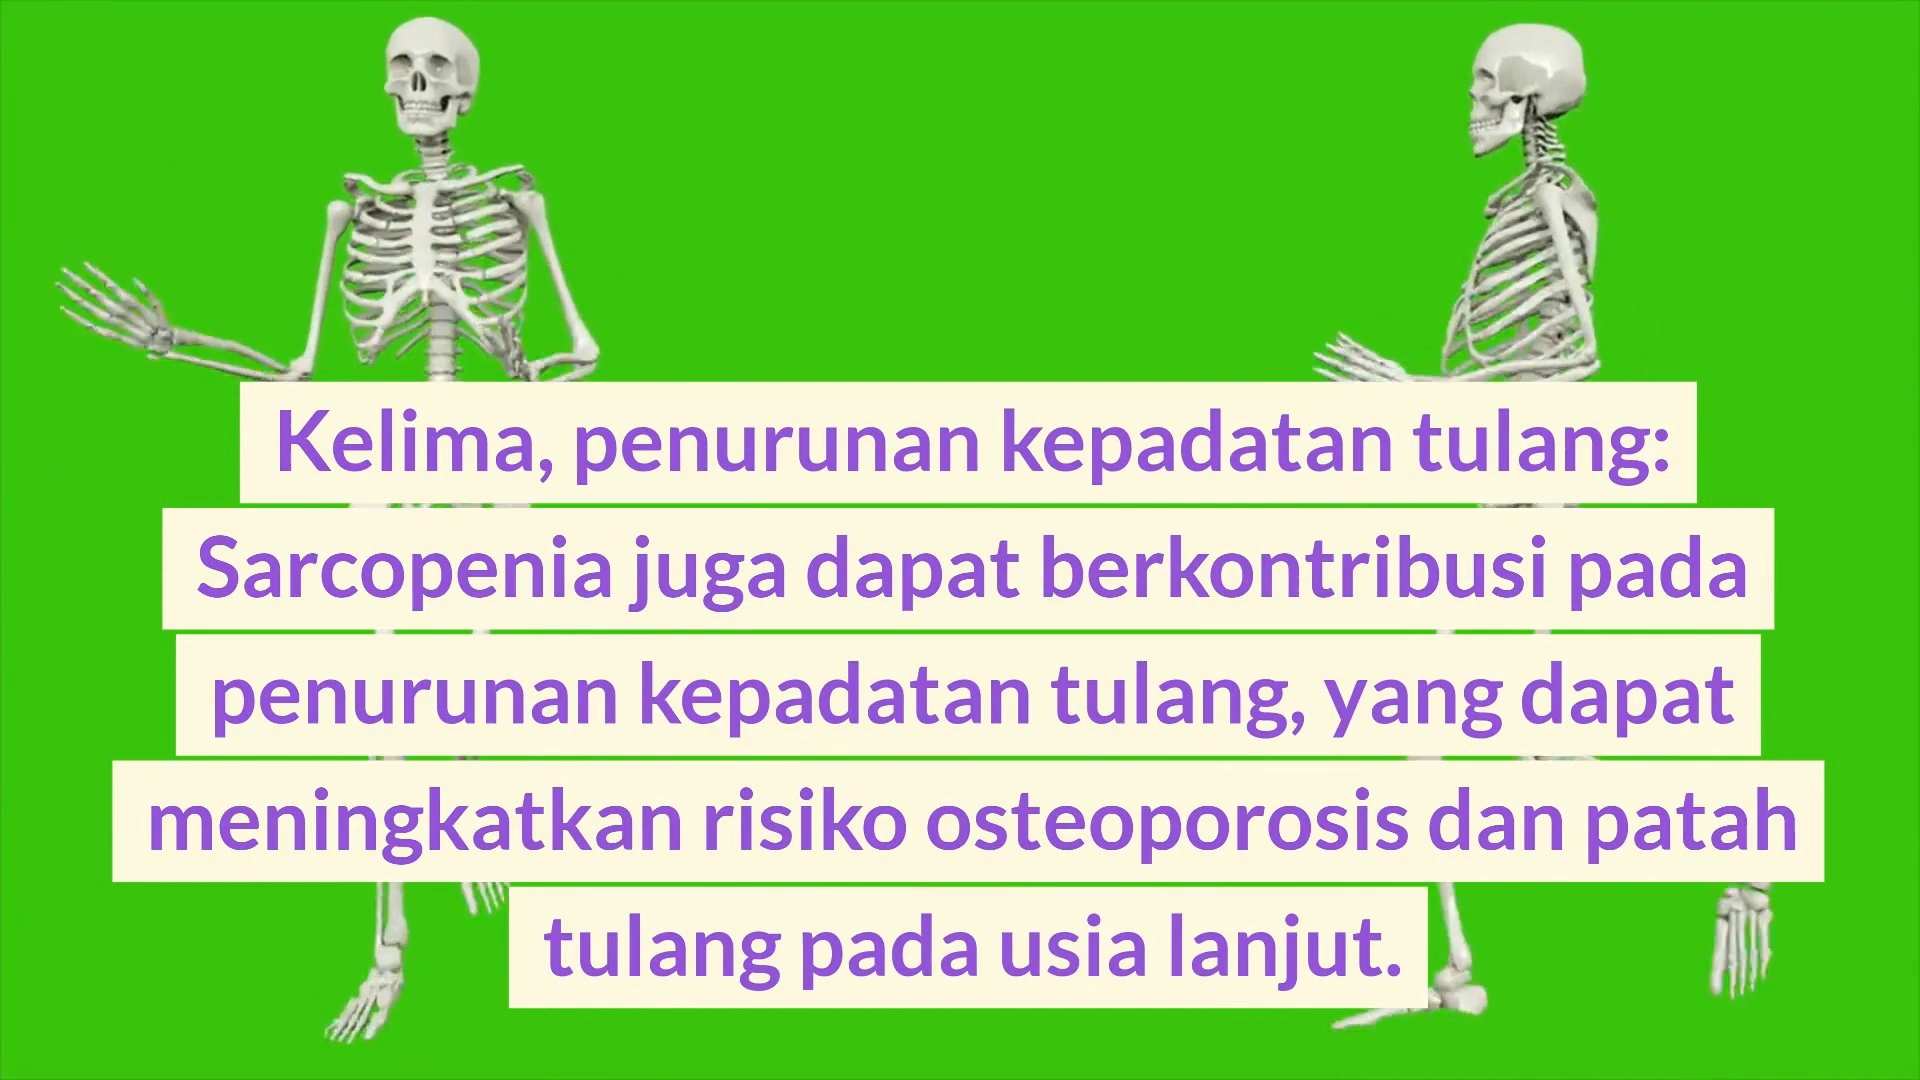 Kelima, penurunan kepadatan tulang:
Sarcopenia juga dapat berkontribusi pada
penurunan kepadatan tulang, yang dapat
meningkatkan risiko osteoporosis dan patah
tulang pada usia lanjut.